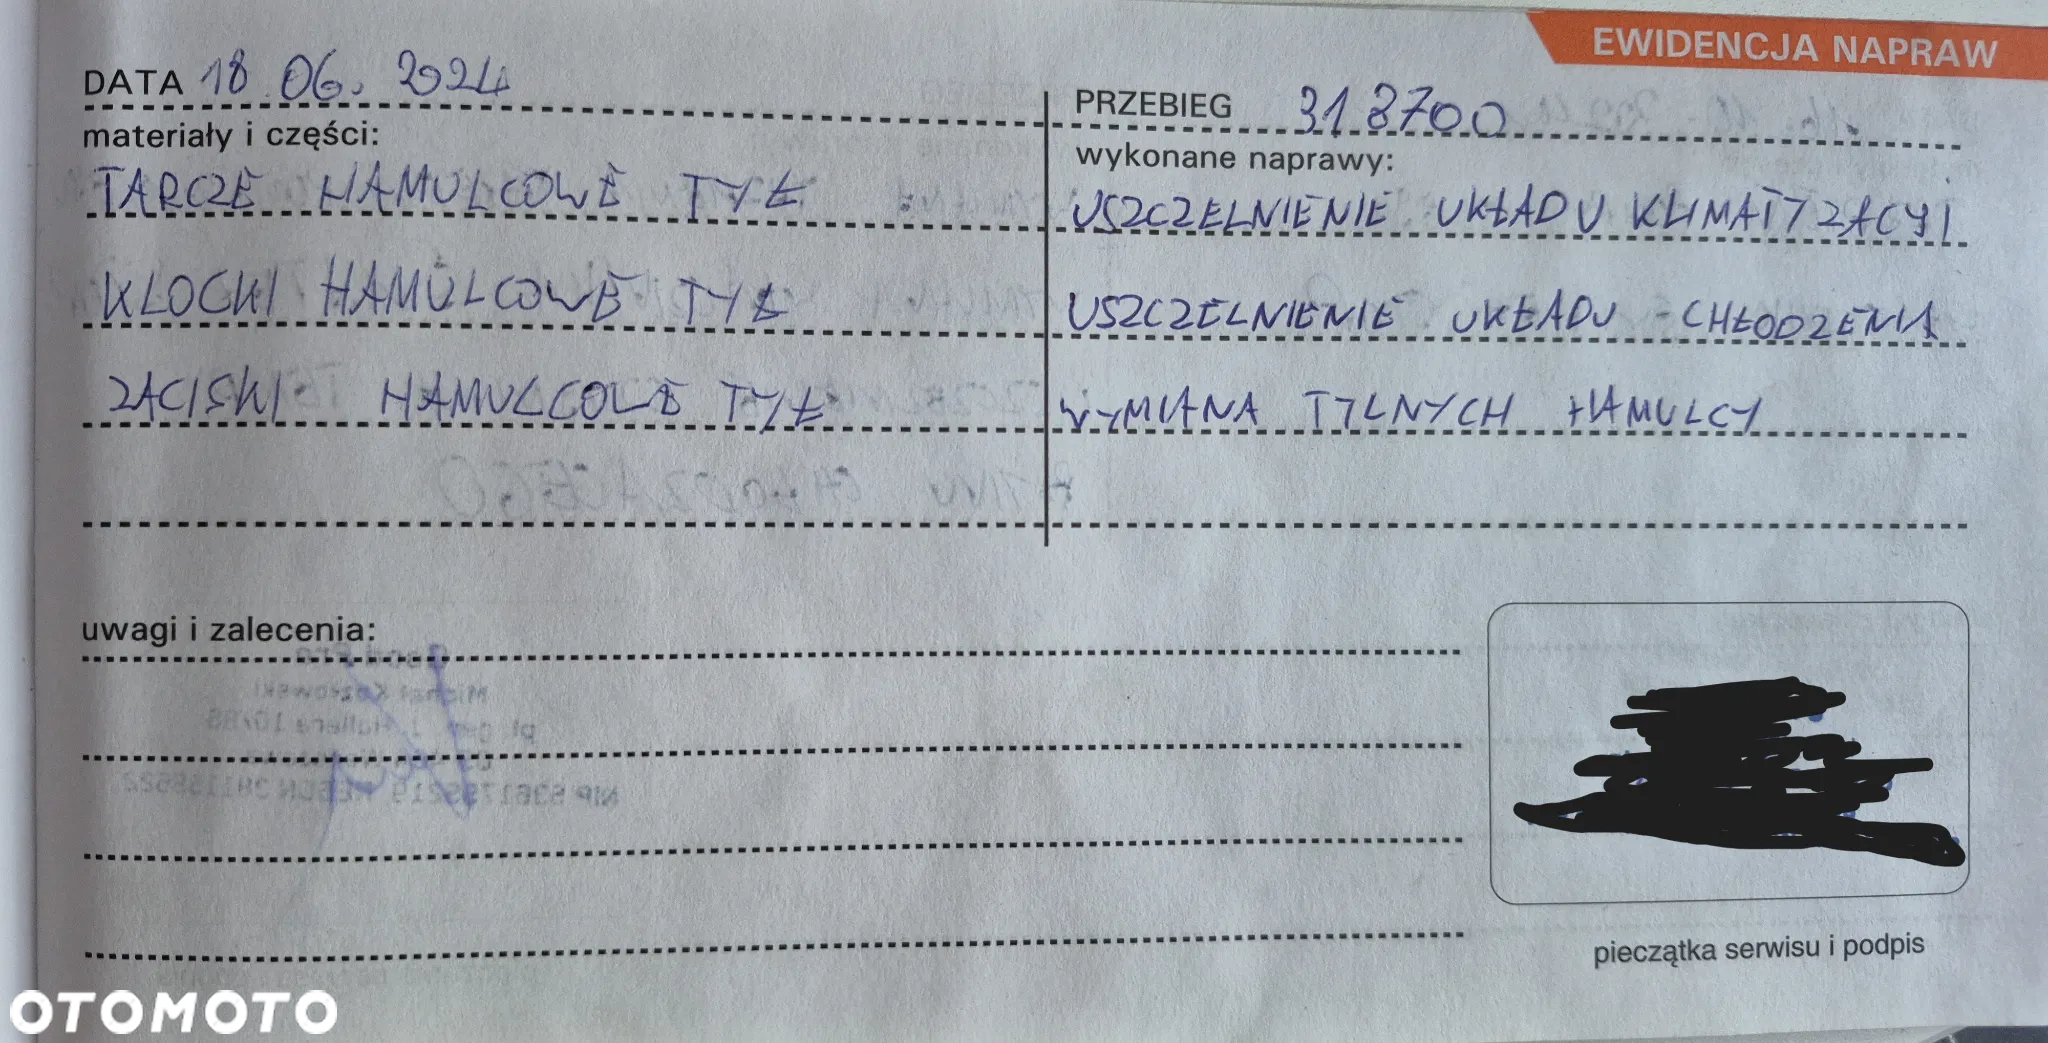 EWIDENCJA NAPRAW
DATA 18.06.2024
PRZEBIEG 318700
materiały i części:
TARCZE HAMULCOWE TYŁ
KLOCKI HAMULCOWE TYŁ
ZACISKI HAMULCOWE TYŁ
wykonane naprawy:
USZCZELNIENIE UKŁADU KLIMATYZACYJI
USZCZELNIENIE UKŁADU CHŁODZENIA
WYMIANA TYLNYCH HAMULCY
uwagi i zalecenia:
pieczątka serwisu i podpis
OTOMOTO